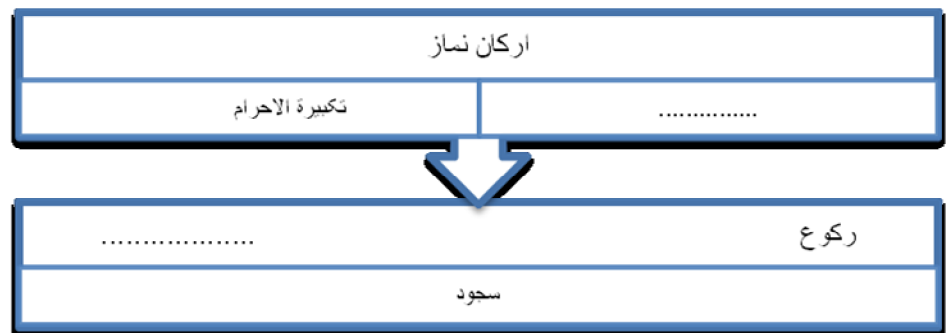 ارکان نماز
............... تکبیرة الاحرام
رکوع ...................
سجود